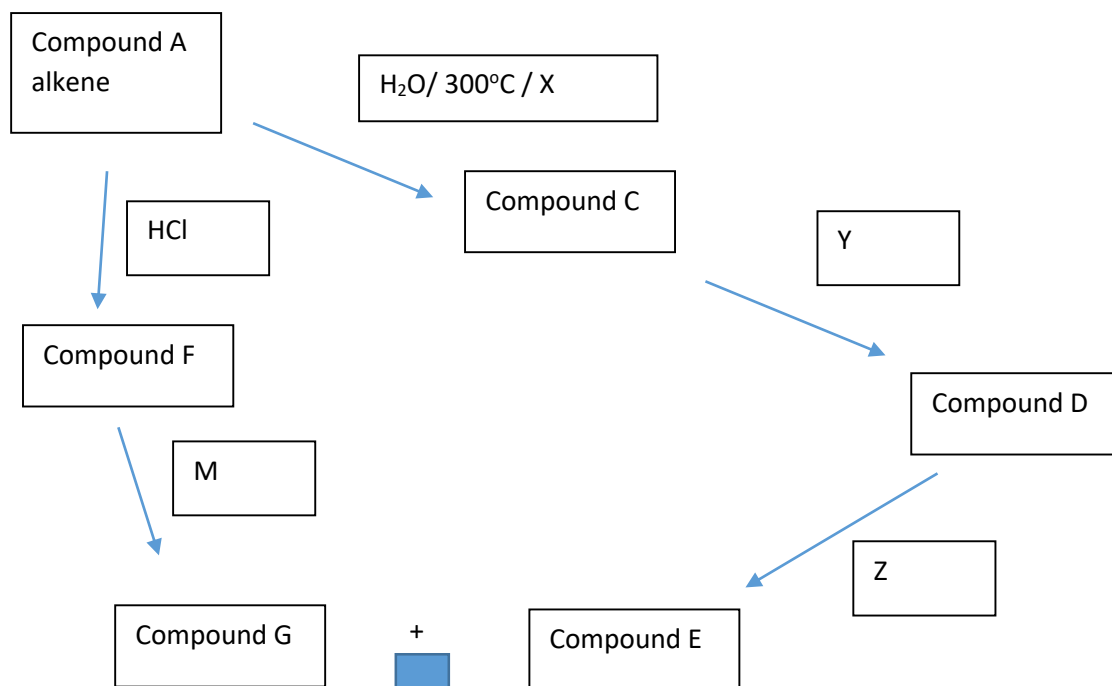 Compound A
alkene
H₂O/ 300°C / X
Compound C
HCl
Y
Compound F
Compound D
M
Z
Compound G
+
Compound E